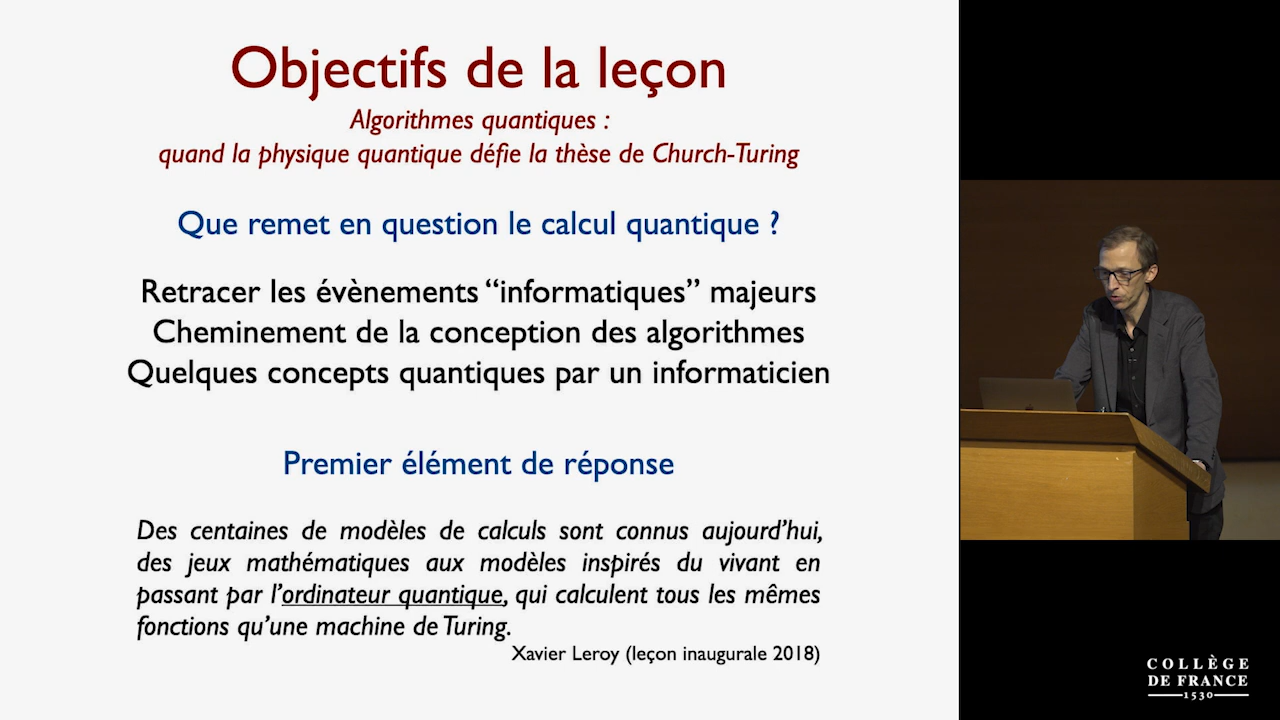 Objectifs de la leçon
Algorithmes quantiques :
quand la physique quantique défie la thèse de Church-Turing
Que remet en question le calcul quantique ?
Retracer les évènements “informatiques” majeurs
Cheminement de la conception des algorithmes
Quelques concepts quantiques par un informaticien
Premier élément de réponse
Des centaines de modèles de calculs sont connus aujourd’hui,
des jeux mathématiques aux modèles inspirés du vivant en
passant par l’ordinateur quantique, qui calculent tous les mêmes
fonctions qu’une machine de Turing.
Xavier Leroy (leçon inaugurale 2018)
COLLÈGE
DE FRANCE
1530